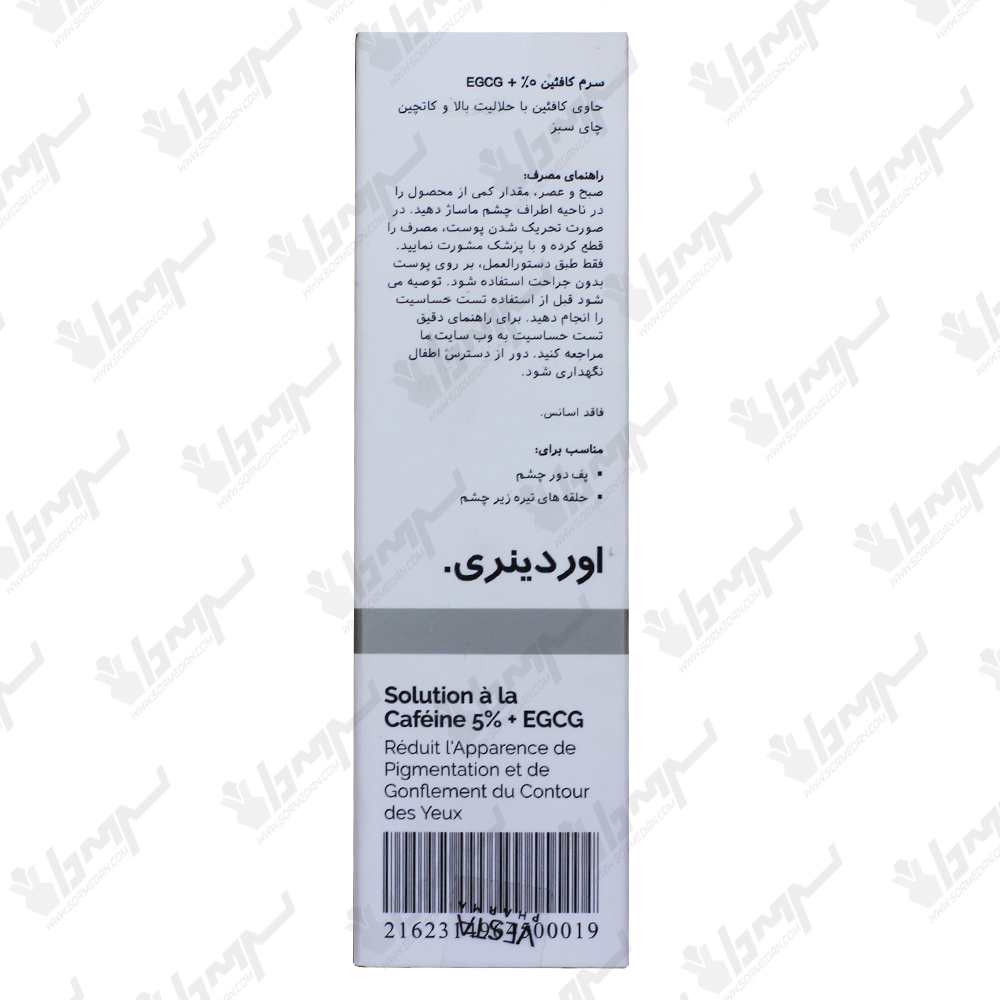 سرم کافئین ۵٪ + EGCG
حاوی کافئین با حلالیت بالا و کاتچین
چای سبز
راهنمای مصرف:
صبح و عصر، مقدار کمی از محصول را
در ناحیه اطراف چشم ماساژ دهید. در
صورت تحریک شدن پوست، مصرف را
قطع کرده و با پزشک مشورت نمایید.
فقط طبق دستورالعمل، بر روی پوست
بدون جراحت استفاده شود. توصیه می
شود قبل از استفاده تست حساسیت
را انجام دهید. برای راهنمای دقیق
تست حساسیت به وب سایت ما
مراجعه کنید. دور از دسترس اطفال
نگهداری شود.
فاقد اسانس.
مناسب برای:
▪ پف دور چشم
▪ حلقه های تیره زیر چشم
اوردینری.
Solution à la
Caféine 5% + EGCG
Réduit l'Apparence de
Pigmentation et de
Gonflement du Contour
des Yeux
VESTA
PHARMA
WWW.SORMEDAN.COM